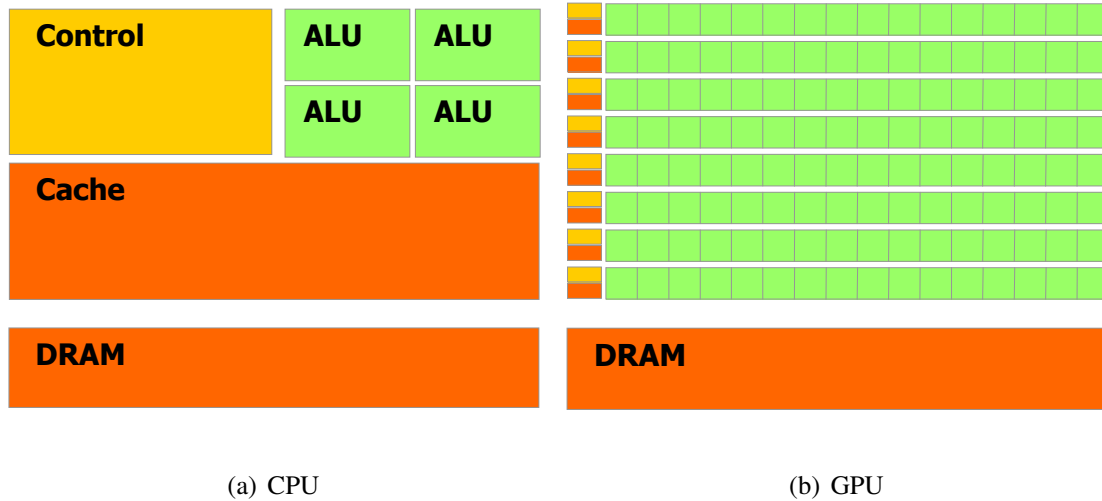 Control
ALU ALU
ALU ALU
Cache
DRAM
DRAM
(a) CPU
(b) GPU